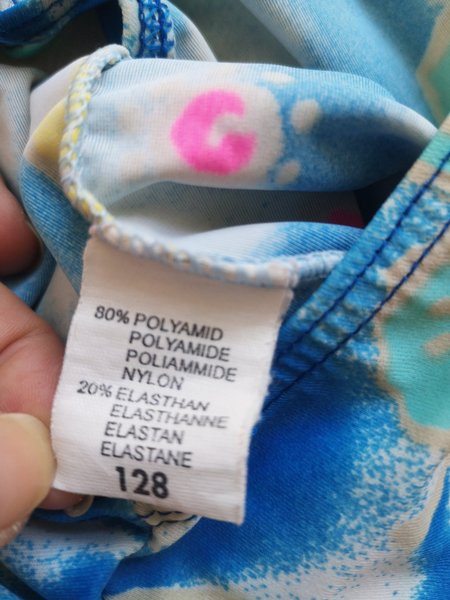 80% POLYAMID
POLYAMIDE
POLIAMMIDE
NYLON
20% ELASTHAN
ELASTHANNE
ELASTAN
ELASTANE
128